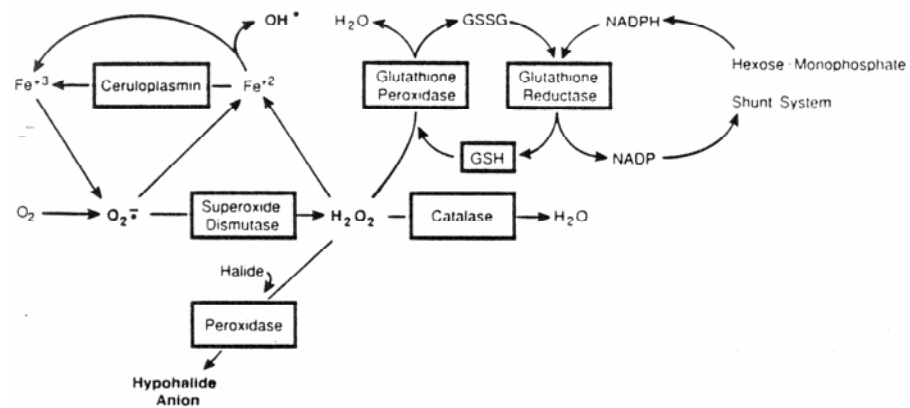 OH•
H₂O
GSSG
NADPH
Fe⁺³
Ceruloplasmin
Fe⁺²
Glutathione
Peroxidase
Glutathione
Reductase
Hexose·Monophosphate
Shunt System
GSH
NADP
O₂
O₂•̄
Superoxide
Dismutase
H₂O₂
Catalase
H₂O
Halide
Peroxidase
Hypohalide
Anion